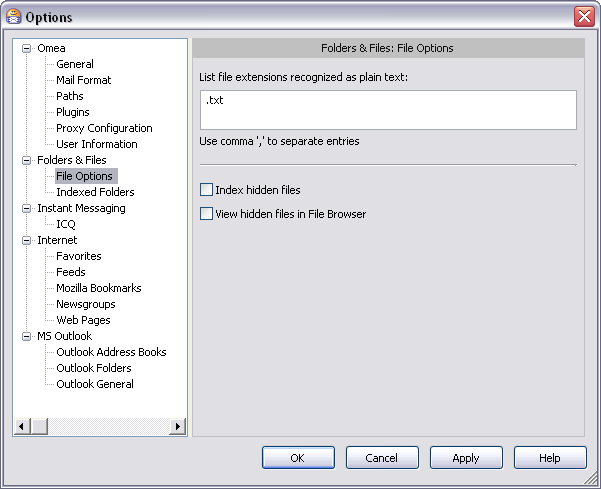 Options
Omea
General
Mail Format
Paths
Plugins
Proxy Configuration
User Information
Folders & Files
File Options
Indexed Folders
Instant Messaging
ICQ
Internet
Favorites
Feeds
Mozilla Bookmarks
Newsgroups
Web Pages
MS Outlook
Outlook Address Books
Outlook Folders
Outlook General
Folders & Files: File Options
List file extensions recognized as plain text:
.txt
Use comma ',' to separate entries
Index hidden files
View hidden files in File Browser
OK
Cancel
Apply
Help